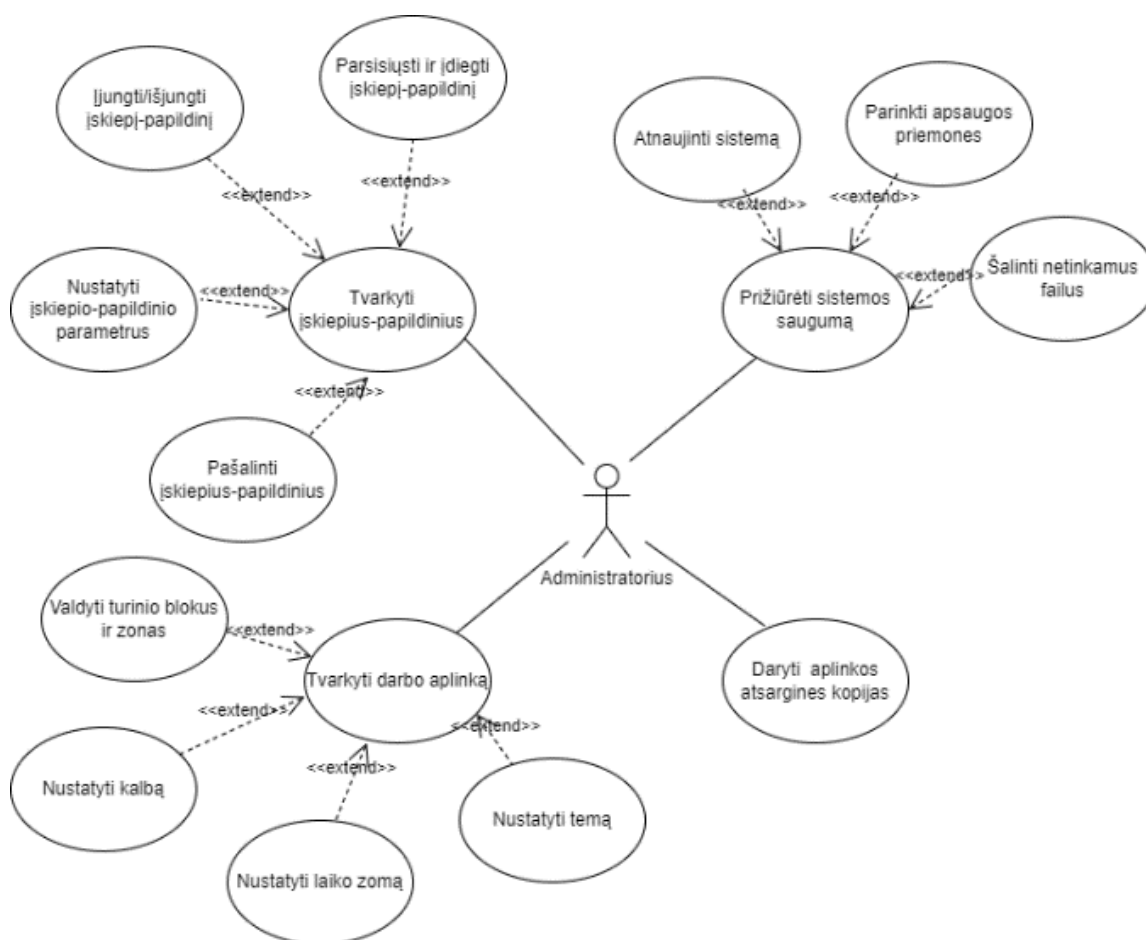 Įjungti/išjungti
įskiepį-papildinį
Parsisiųsti ir įdiegti
įskiepį-papildinį
Atnaujinti sistemą
Parinkti apsaugos
priemones
<<extend>>
<<extend>>
<<extend>>
<<extend>>
Nustatyti
įskiepio-papildinio
parametrus
<<extend>>
Tvarkyti
įskiepius-papildinius
Prižiūrėti sistemos
saugumą
<<extend>>
Šalinti netinkamus
failus
<<extend>>
Pašalinti
įskiepius-papildinius
Administratorius
Valdyti turinio blokus
ir zonas
<<extend>>
Tvarkyti darbo aplinką
Daryti aplinkos
atsargines kopijas
<<extend>>
<<extend>>
<<extend>>
Nustatyti kalbą
Nustatyti temą
Nustatyti laiko zomą